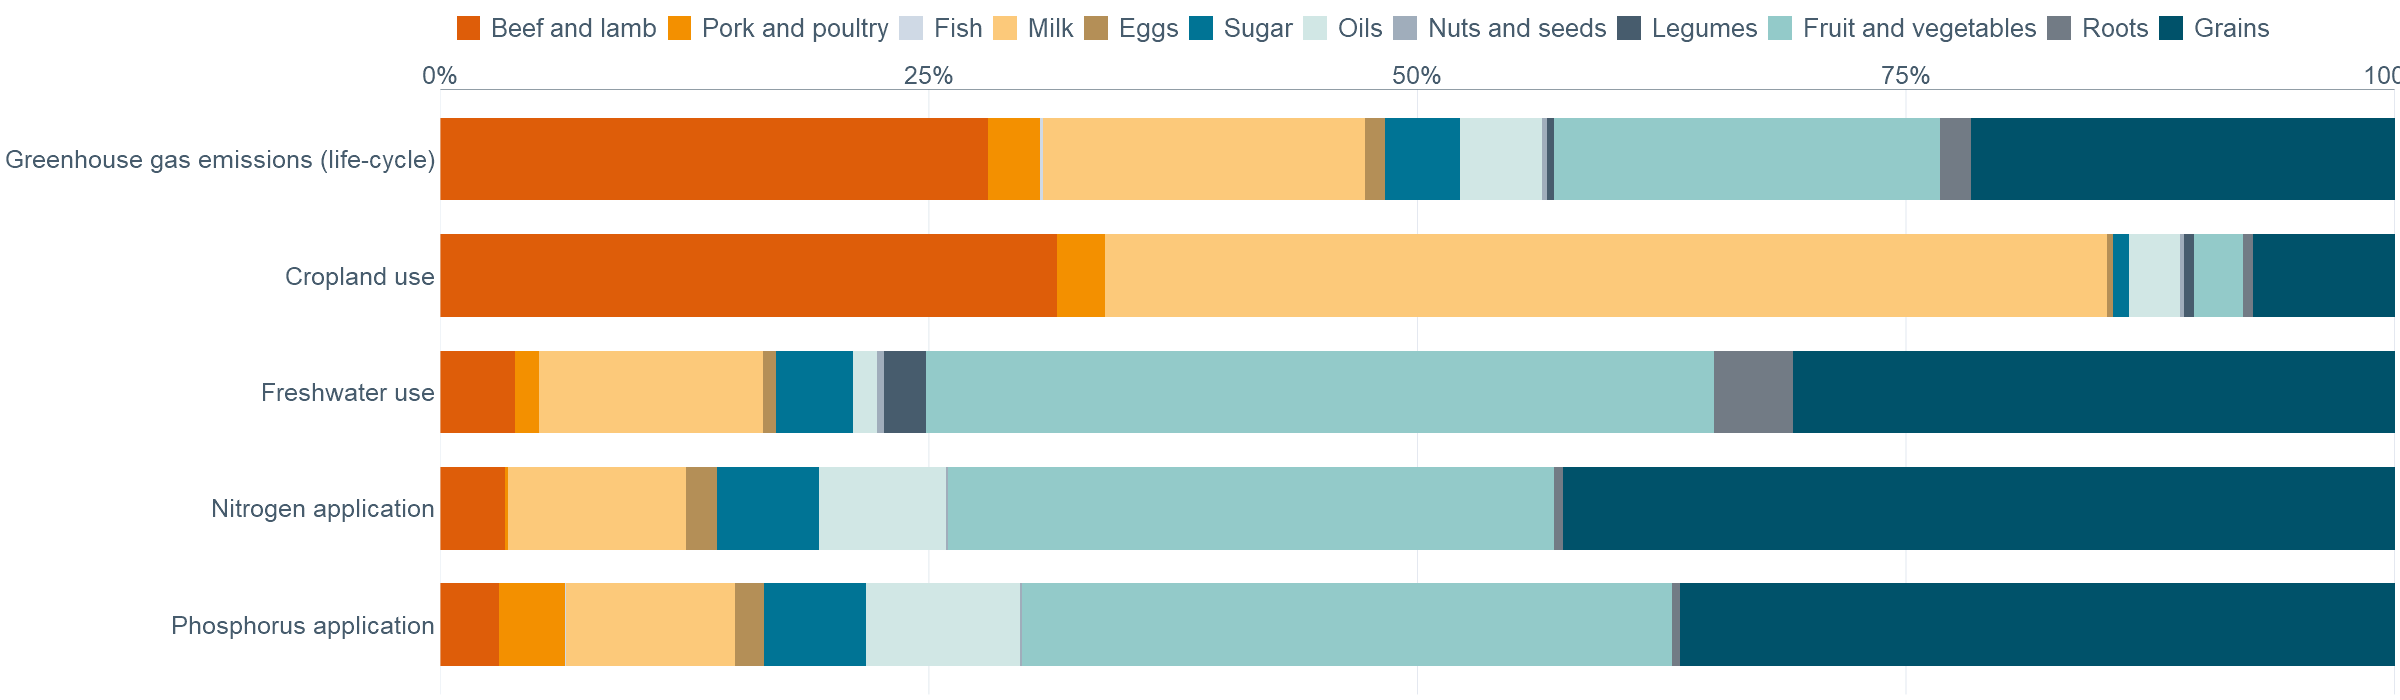 Beef and lamb Pork and poultry Fish Milk Eggs Sugar Oils Nuts and seeds Legumes Fruit and vegetables Roots Grains
0% 25% 50% 75% 100
Greenhouse gas emissions (life-cycle)
Cropland use
Freshwater use
Nitrogen application
Phosphorus application